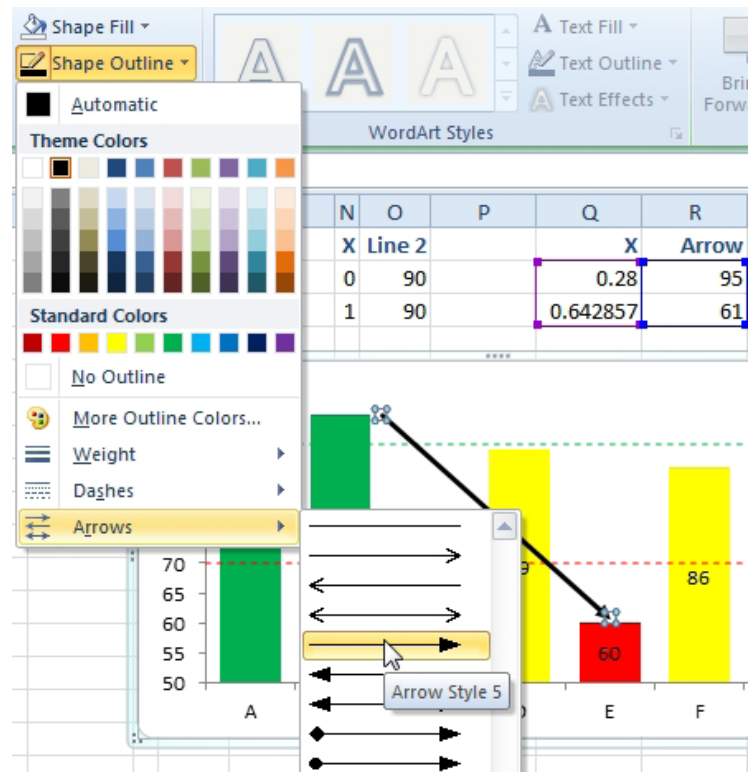 Shape Fill
Shape Outline
A A A
A Text Fill
Text Outline
A Text Effects
WordArt Styles
Automatic
Theme Colors
Standard Colors
No Outline
More Outline Colors...
Weight
Dashes
Arrows
N O P Q R
X Line 2 X Arrow
0 90 0.28 95
1 90 0.642857 61
70
65
60
55
50
86
60
Arrow Style 5
A E F